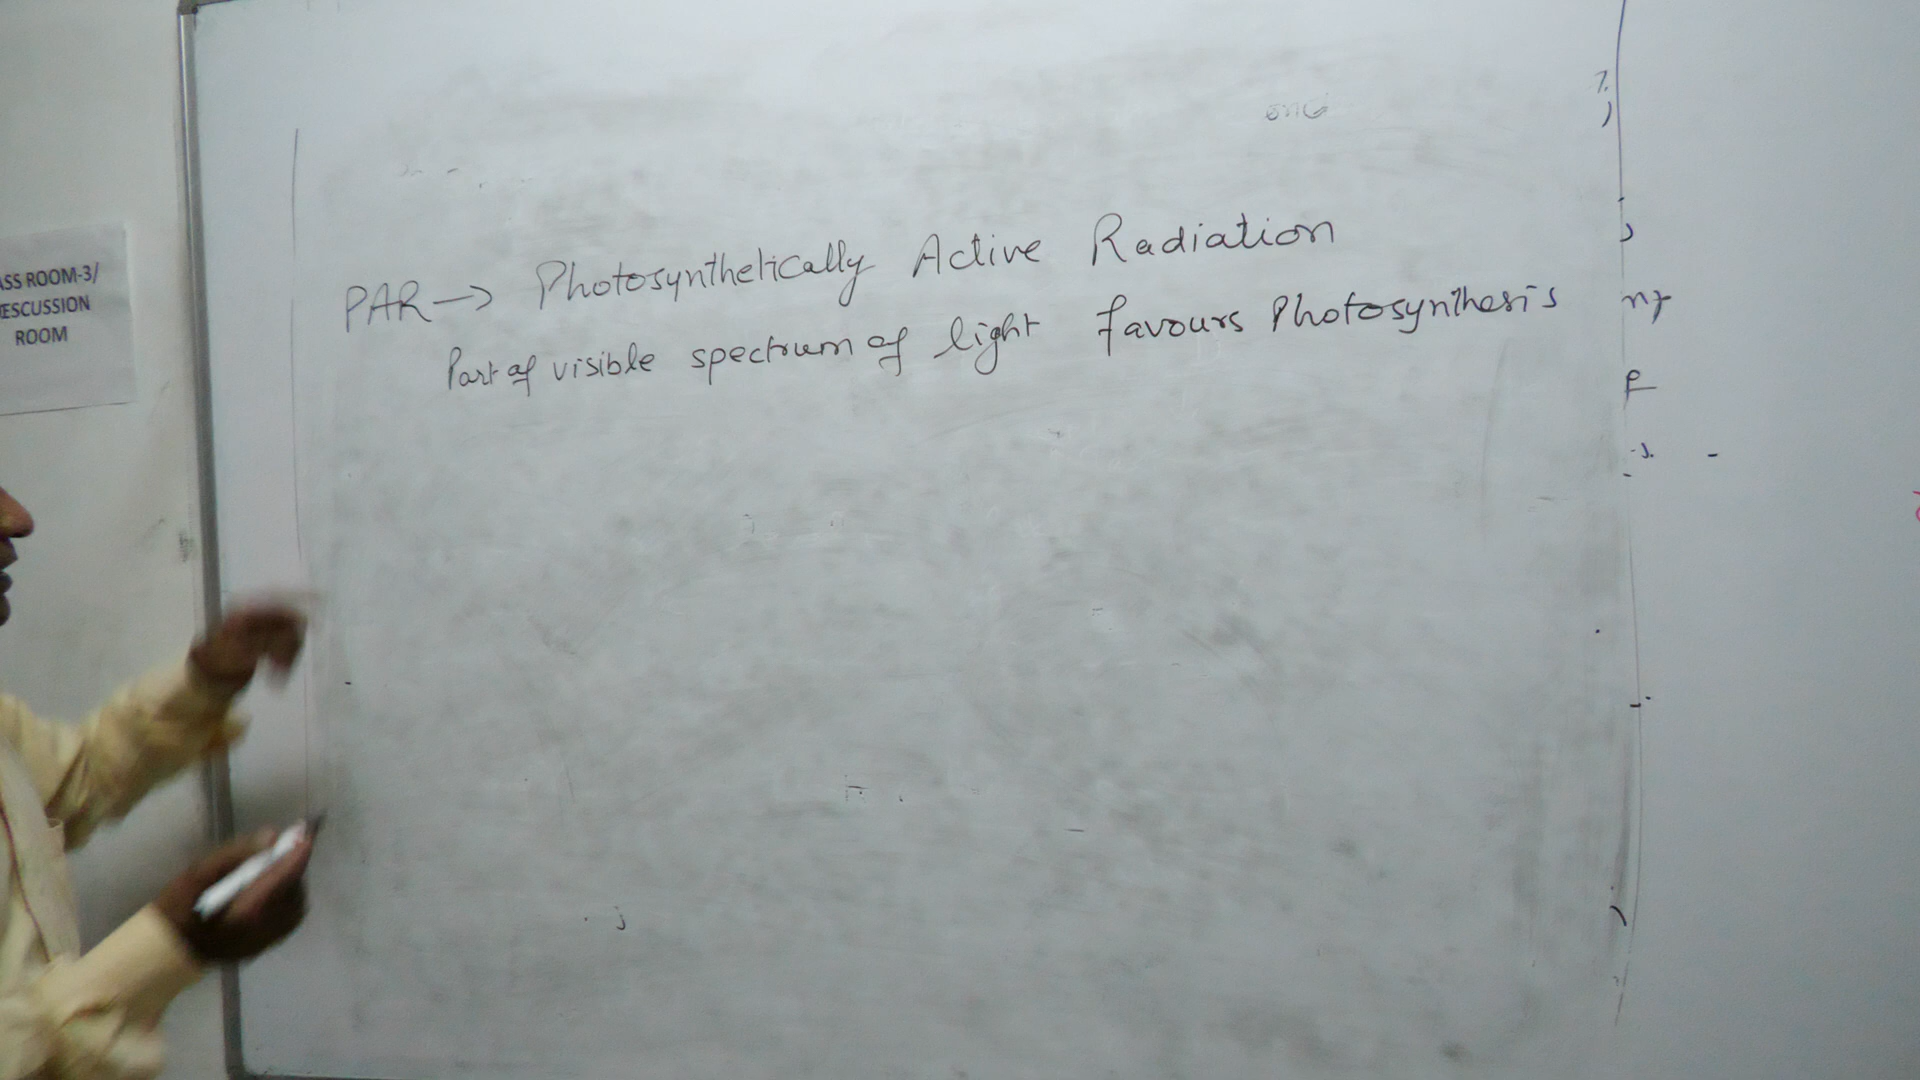 ASS ROOM-3/
ESCUSSION
ROOM
PAR → Photosynthetically Active Radiation
Part of visible spectrum of light favours Photosynthesis